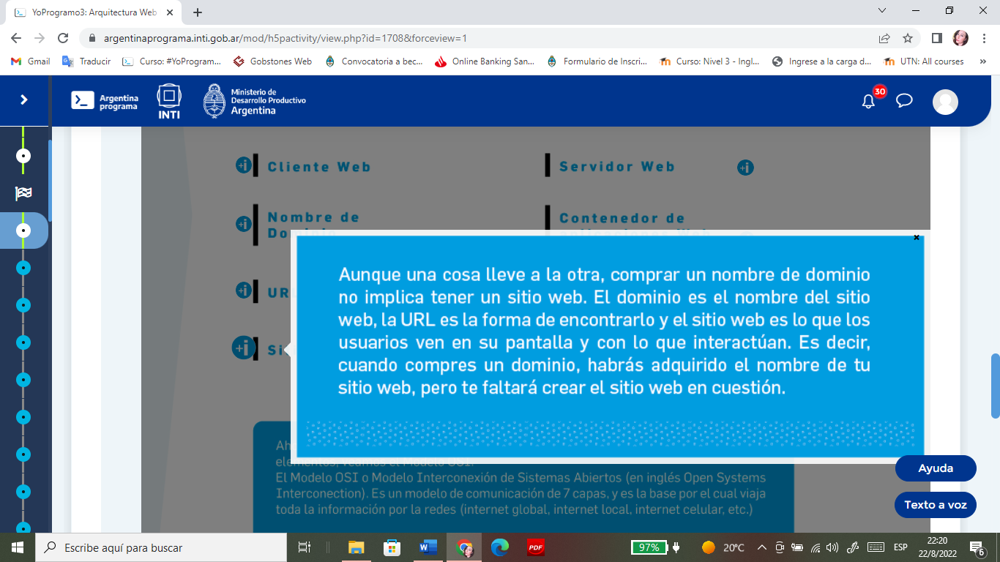 YoProgramo3: Arquitectura Web
argentinaprograma.inti.gob.ar/mod/h5pactivity/view.php?id=1708&forceview=1
Gmail
Traducir
Curso: #YoProgram...
Gobstones Web
Convocatoria a bec...
Online Banking San...
Formulario de Inscri...
Curso: Nivel 3 - Ingl...
Ingrese a la carga d...
UTN: All courses
»
Argentina
programa
INTI
Ministerio de
Desarrollo Productivo
Argentina
30
+i Cliente Web
Servidor Web +i
+i Nombre de
Dominio
Contenedor de
aplicaciones Web
+i UR
+i Si
Aunque una cosa lleve a la otra, comprar un nombre de dominio
no implica tener un sitio web. El dominio es el nombre del sitio
web, la URL es la forma de encontrarlo y el sitio web es lo que los
usuarios ven en su pantalla y con lo que interactúan. Es decir,
cuando compres un dominio, habrás adquirido el nombre de tu
sitio web, pero te faltará crear el sitio web en cuestión.
Ah
elementos, veamos el Modelo OSI.
El Modelo OSI o Modelo Interconexión de Sistemas Abiertos (en inglés Open Systems
Interconection). Es un modelo de comunicación de 7 capas, y es la base por el cual viaja
toda la información por la redes (internet global, internet local, internet celular, etc.)
Ayuda
Texto a voz
Escribe aquí para buscar
PDF
97%
20°C
ESP
22:20
22/8/2022
6